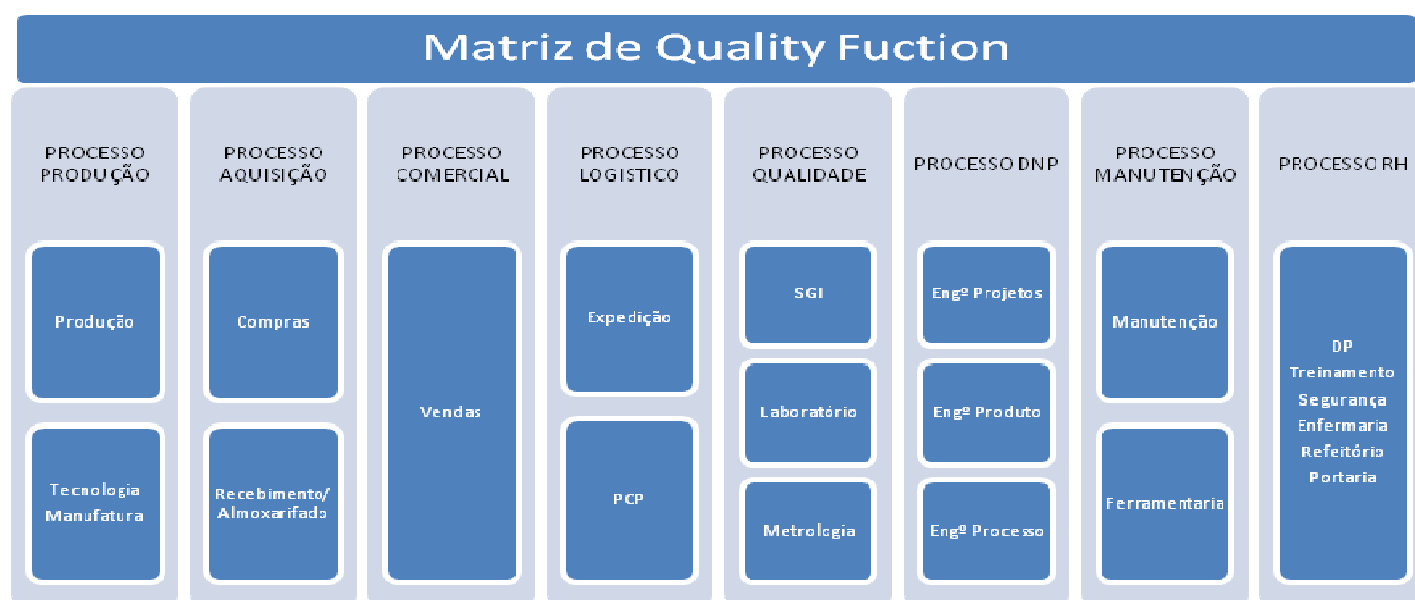 Matriz de Quality Fuction
PROCESSO
PRODUÇÃO
Produção
Tecnologia
Manufatura
PROCESSO
AQUISIÇÃO
Compras
Recebimento/
Almoxarifado
PROCESSO
COMERCIAL
Vendas
PROCESSO
LOGISTICO
Expedição
PCP
PROCESSO
QUALIDADE
SGI
Laboratório
Metrologia
PROCESSO DNP
Engº Projetos
Engº Produto
Engº Processo
PROCESSO
MANUTENÇÃO
Manutenção
Ferramentaria
PROCESSO RH
DP
Treinamento
Segurança
Enfermaria
Refeitório
Portaria